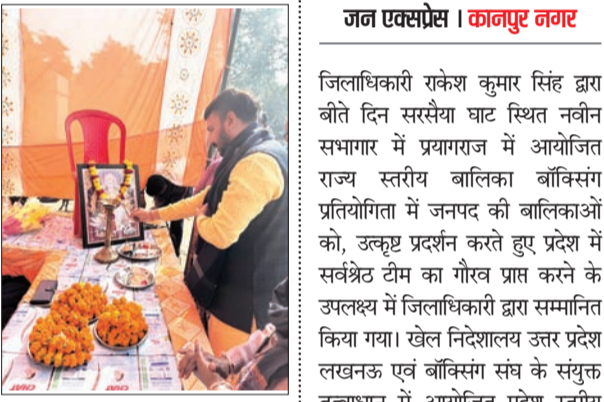 जन एक्सप्रेस । कानपुर नगर
जिलाधिकारी राकेश कुमार सिंह द्वारा
बीते दिन सरसैया घाट स्थित नवीन
सभागार में प्रयागराज में आयोजित
राज्य स्तरीय बालिका बॉक्सिंग
प्रतियोगिता में जनपद की बालिकाओं
को, उत्कृष्ट प्रदर्शन करते हुए प्रदेश में
सर्वश्रेठ टीम का गौरव प्राप्त करने के
उपलक्ष्य में जिलाधिकारी द्वारा सम्मानित
किया गया। खेल निदेशालय उत्तर प्रदेश
लखनऊ एवं बॉक्सिंग संघ के संयुक्त